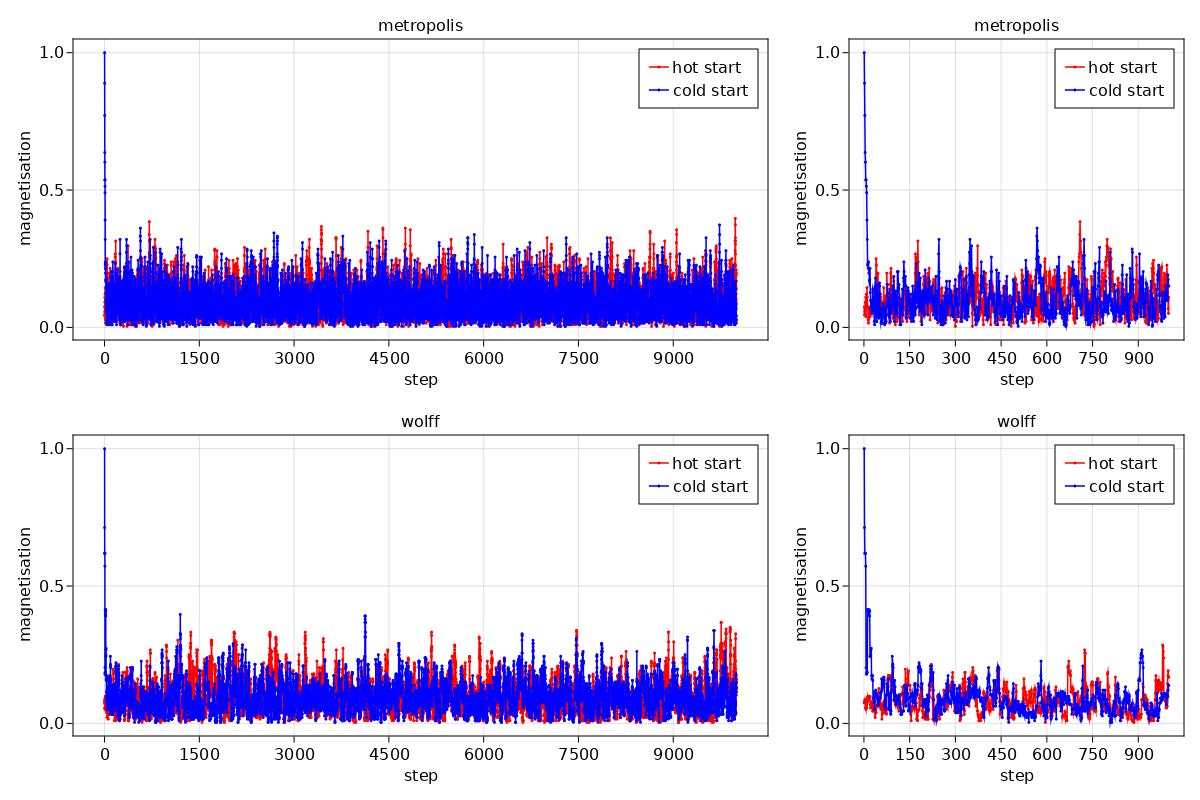 metropolis
1.0
0.5
0.0
magnetisation
hot start
cold start
0 1500 3000 4500 6000 7500 9000
step
metropolis
1.0
0.5
0.0
magnetisation
hot start
cold start
0 150 300 450 600 750 900
step
wolff
1.0
0.5
0.0
magnetisation
hot start
cold start
0 1500 3000 4500 6000 7500 9000
step
wolff
1.0
0.5
0.0
magnetisation
hot start
cold start
0 150 300 450 600 750 900
step